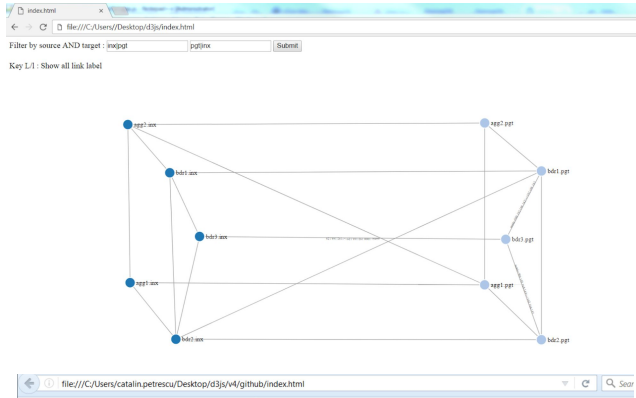 index.html
file:///C:/Users//Desktop/d3js/index.html
Filter by source AND target : inx|pgt pgt|inx Submit
Key L/l : Show all link label
agg2.inx
agg2.pgt
bdr1.inx
bdr1.pgt
bdr3.inx
bdr3.pgt
agg1.inx
agg1.pgt
bdr2.inx
bdr2.pgt
file:///C:/Users/catalin.petrescu/Desktop/d3js/v4/github/index.html
Sear